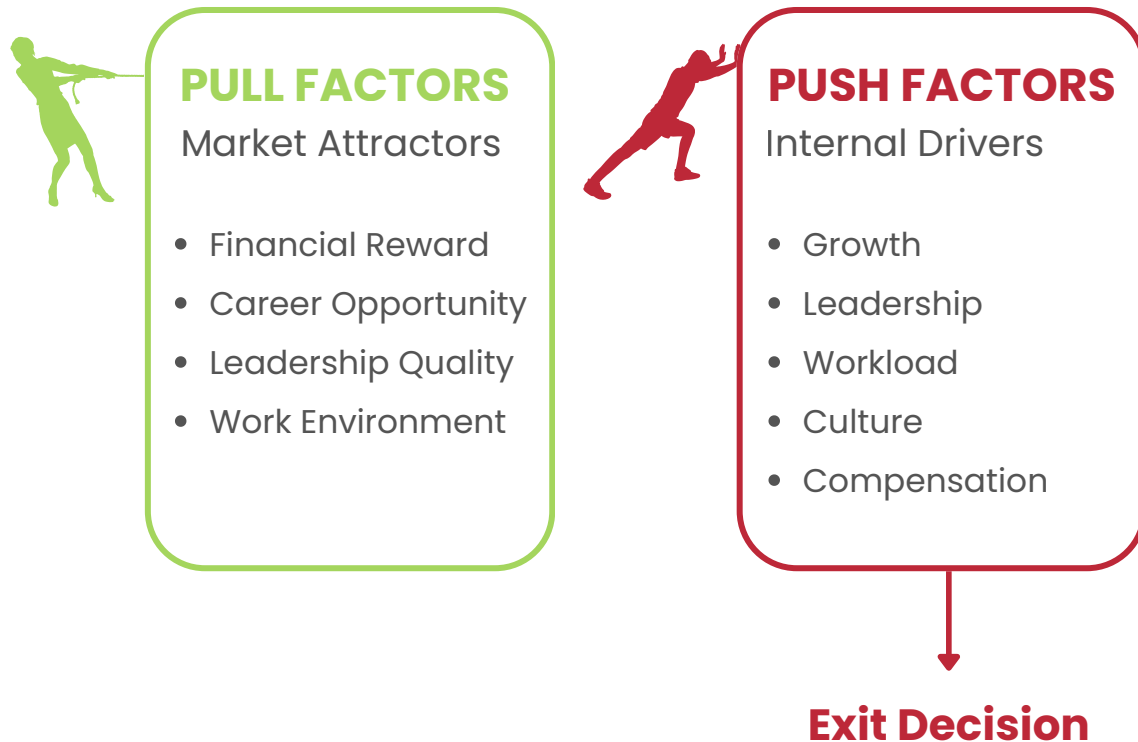 PULL FACTORS
Market Attractors
• Financial Reward
• Career Opportunity
• Leadership Quality
• Work Environment
PUSH FACTORS
Internal Drivers
• Growth
• Leadership
• Workload
• Culture
• Compensation
Exit Decision